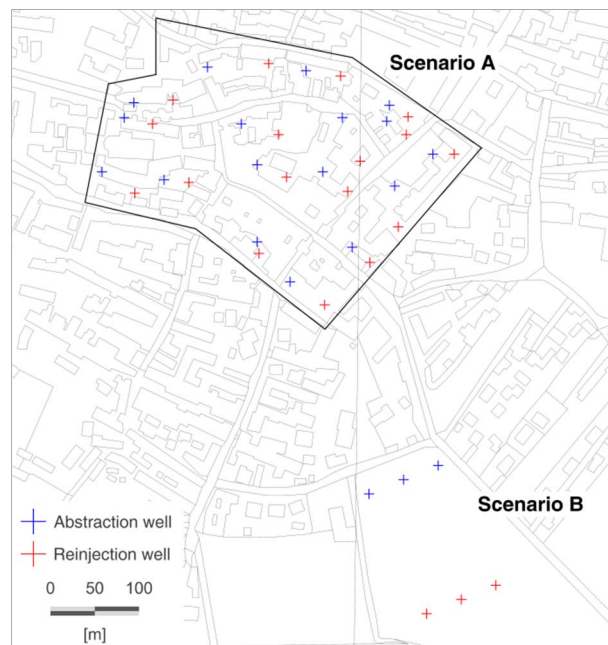 Scenario A
Scenario B
Abstraction well
Reinjection well
0 50 100
[m]